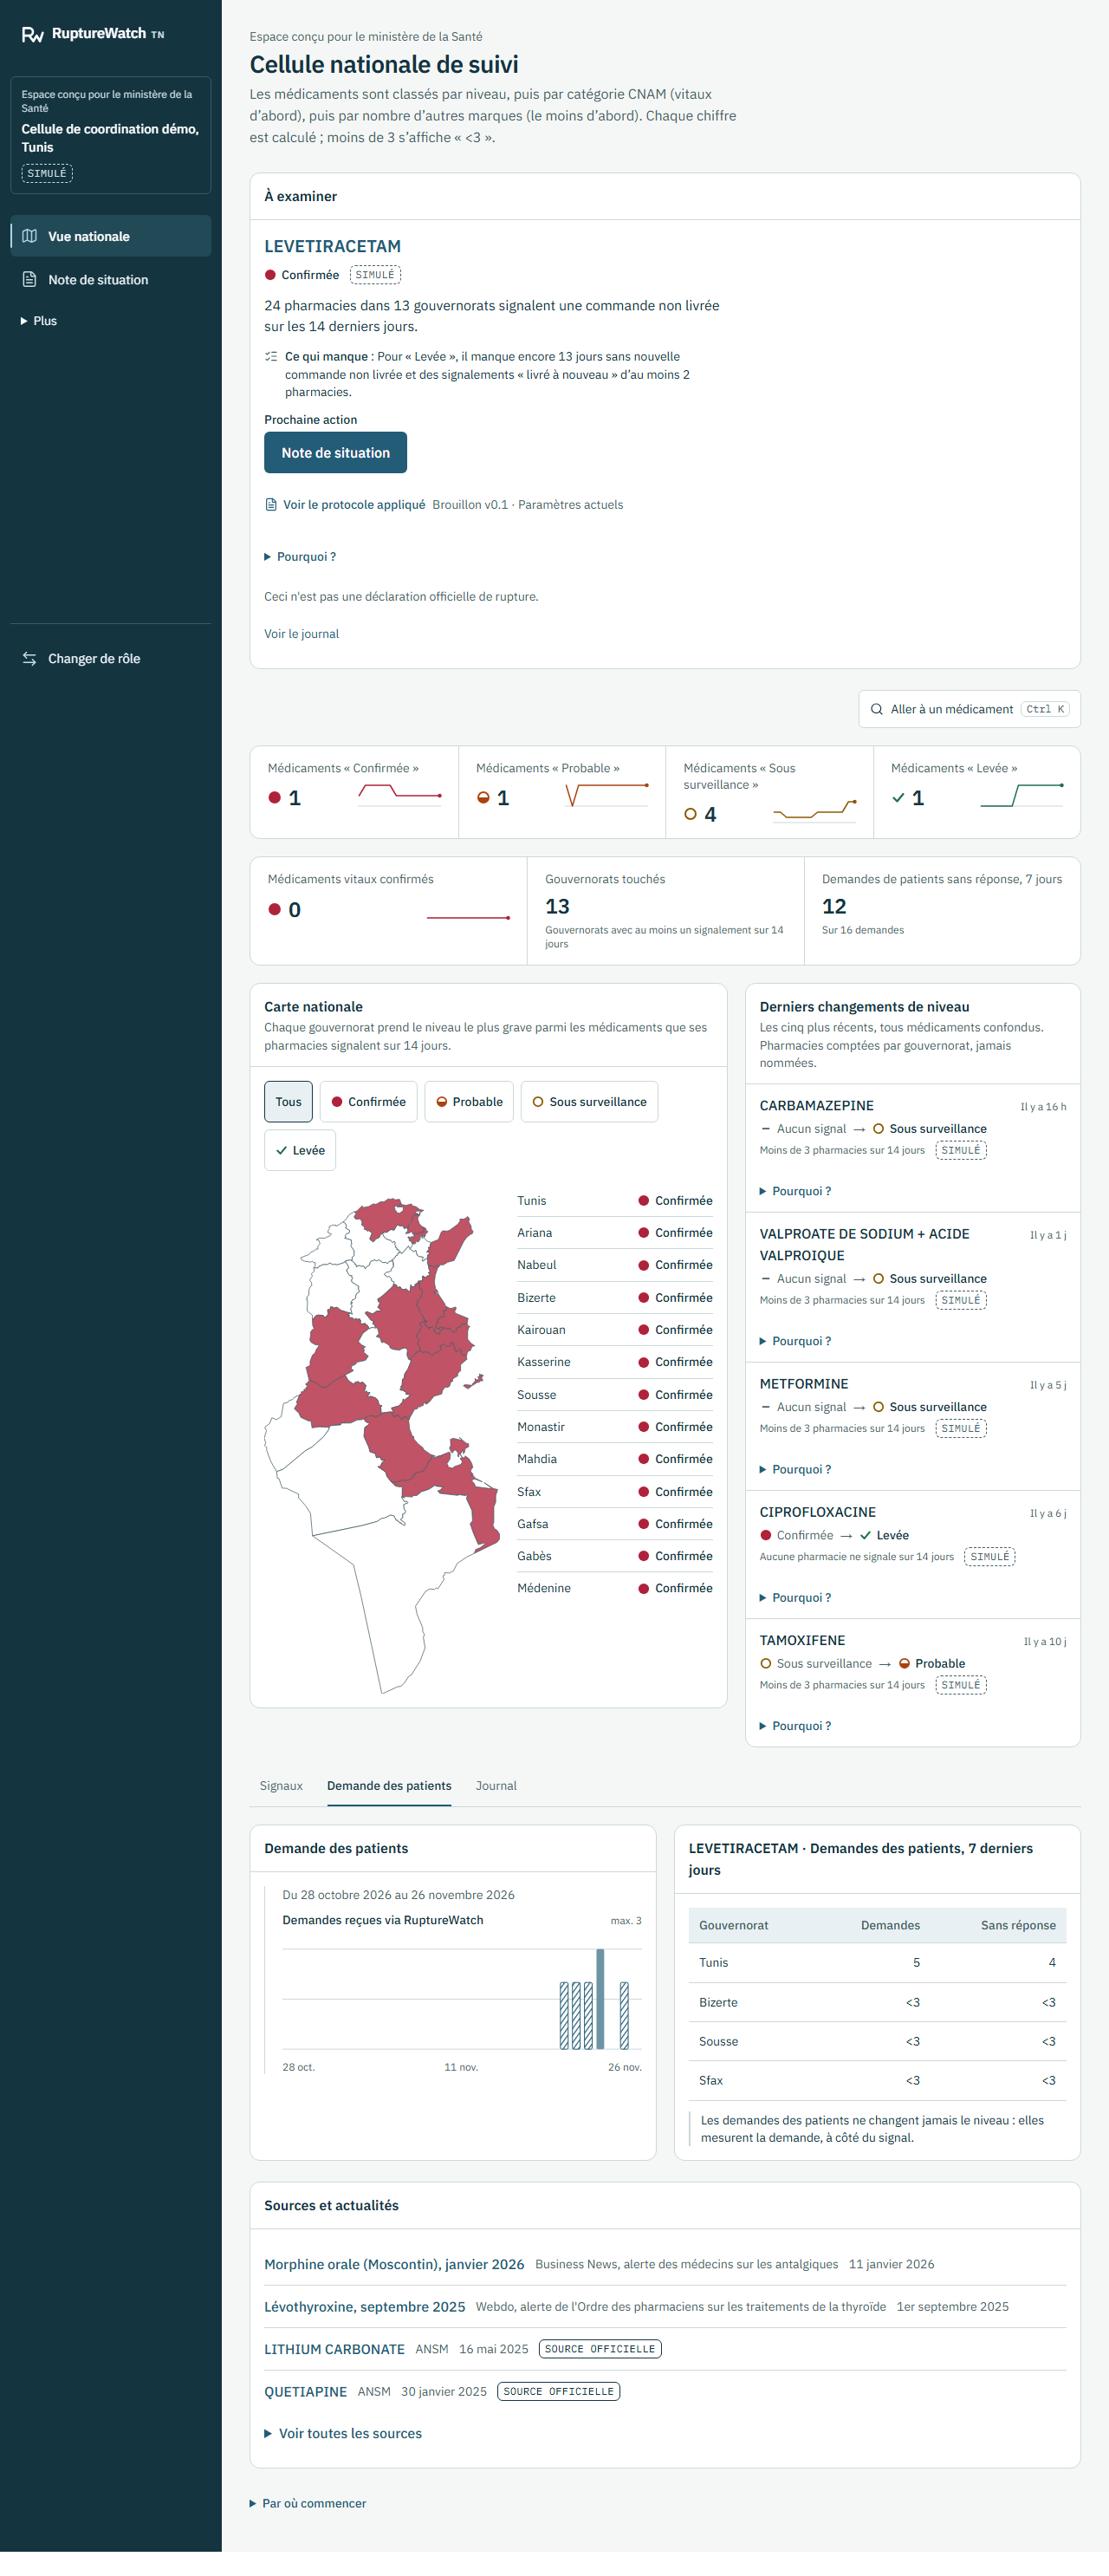 RuptureWatch TN
Espace conçu pour le ministère de la
Santé
Cellule de coordination démo,
Tunis
SIMULÉ
Vue nationale
Note de situation
Plus
Changer de rôle
Espace conçu pour le ministère de la Santé
Cellule nationale de suivi
Les médicaments sont classés par niveau, puis par catégorie CNAM (vitaux
d’abord), puis par nombre d’autres marques (le moins d’abord). Chaque chiffre
est calculé ; moins de 3 s’affiche « <3 ».
À examiner
LEVETIRACETAM
Confirmée SIMULÉ
24 pharmacies dans 13 gouvernorats signalent une commande non livrée
sur les 14 derniers jours.
Ce qui manque : Pour « Levée », il manque encore 13 jours sans nouvelle
commande non livrée et des signalements « livré à nouveau » d’au moins 2
pharmacies.
Prochaine action
Note de situation
Voir le protocole appliqué Brouillon v0.1 · Paramètres actuels
Pourquoi ?
Ceci n'est pas une déclaration officielle de rupture.
Voir le journal
Aller à un médicament Ctrl K
Médicaments « Confirmée »
1
Médicaments « Probable »
1
Médicaments « Sous
surveillance »
4
Médicaments « Levée »
1
Médicaments vitaux confirmés
0
Gouvernorats touchés
13
Gouvernorats avec au moins un signalement sur 14
jours
Demandes de patients sans réponse, 7 jours
12
Sur 16 demandes
Carte nationale
Chaque gouvernorat prend le niveau le plus grave parmi les médicaments que ses
pharmacies signalent sur 14 jours.
Tous Confirmée Probable Sous surveillance
Levée
Tunis Confirmée
Ariana Confirmée
Nabeul Confirmée
Bizerte Confirmée
Kairouan Confirmée
Kasserine Confirmée
Sousse Confirmée
Monastir Confirmée
Mahdia Confirmée
Sfax Confirmée
Gafsa Confirmée
Gabès Confirmée
Médenine Confirmée
Derniers changements de niveau
Les cinq plus récents, tous médicaments confondus.
Pharmacies comptées par gouvernorat, jamais
nommées.
CARBAMAZEPINE Il y a 16 h
– Aucun signal → Sous surveillance
Moins de 3 pharmacies sur 14 jours SIMULÉ
Pourquoi ?
VALPROATE DE SODIUM + ACIDE Il y a 1 j
VALPROIQUE
– Aucun signal → Sous surveillance
Moins de 3 pharmacies sur 14 jours SIMULÉ
Pourquoi ?
METFORMINE Il y a 5 j
– Aucun signal → Sous surveillance
Moins de 3 pharmacies sur 14 jours SIMULÉ
Pourquoi ?
CIPROFLOXACINE Il y a 6 j
Confirmée → Levée
Aucune pharmacie ne signale sur 14 jours SIMULÉ
Pourquoi ?
TAMOXIFENE Il y a 10 j
Sous surveillance → Probable
Moins de 3 pharmacies sur 14 jours SIMULÉ
Pourquoi ?
Signaux Demande des patients Journal
Demande des patients
Du 28 octobre 2026 au 26 novembre 2026
Demandes reçues via RuptureWatch max. 3
28 oct. 11 nov. 26 nov.
LEVETIRACETAM · Demandes des patients, 7 derniers
jours
Gouvernorat Demandes Sans réponse
Tunis 5 4
Bizerte <3 <3
Sousse <3 <3
Sfax <3 <3
Les demandes des patients ne changent jamais le niveau : elles
mesurent la demande, à côté du signal.
Sources et actualités
Morphine orale (Moscontin), janvier 2026 Business News, alerte des médecins sur les antalgiques 11 janvier 2026
Lévothyroxine, septembre 2025 Webdo, alerte de l'Ordre des pharmaciens sur les traitements de la thyroïde 1er septembre 2025
LITHIUM CARBONATE ANSM 16 mai 2025 SOURCE OFFICIELLE
QUETIAPINE ANSM 30 janvier 2025 SOURCE OFFICIELLE
Voir toutes les sources
Par où commencer